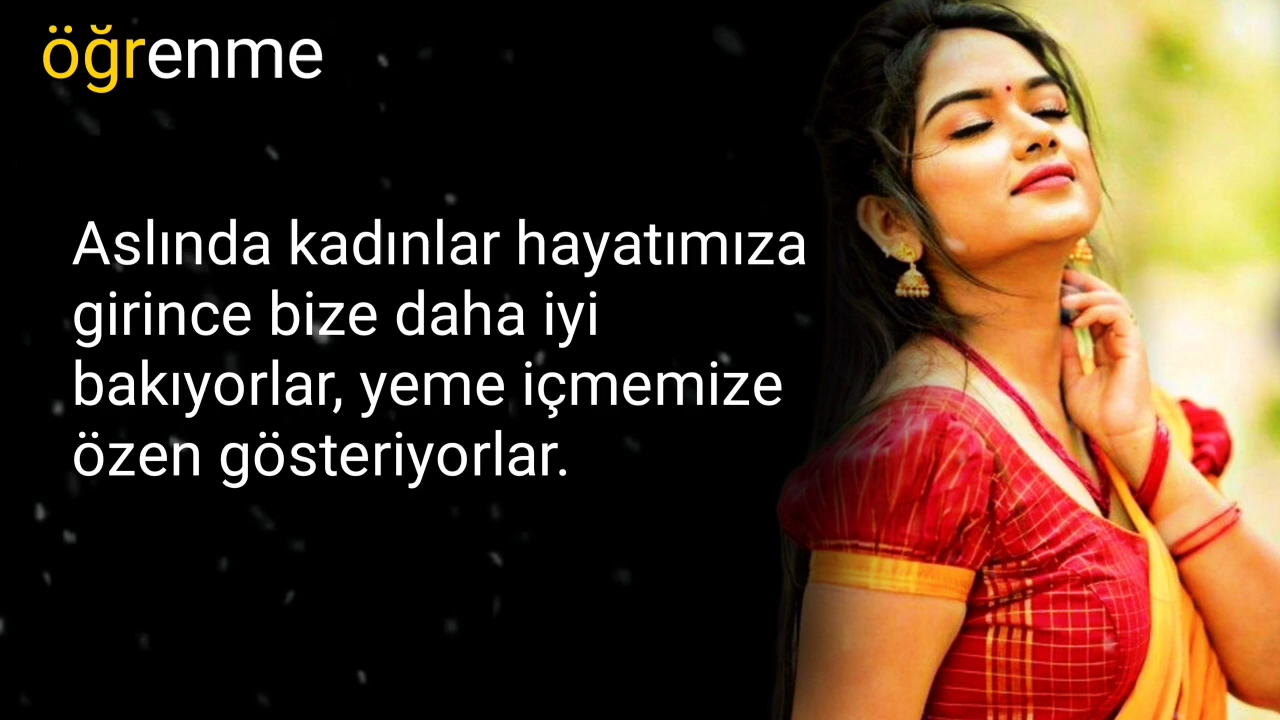 öğrenme
Aslında kadınlar hayatımıza
girince bize daha iyi
bakıyorlar, yeme içmemize
özen gösteriyorlar.